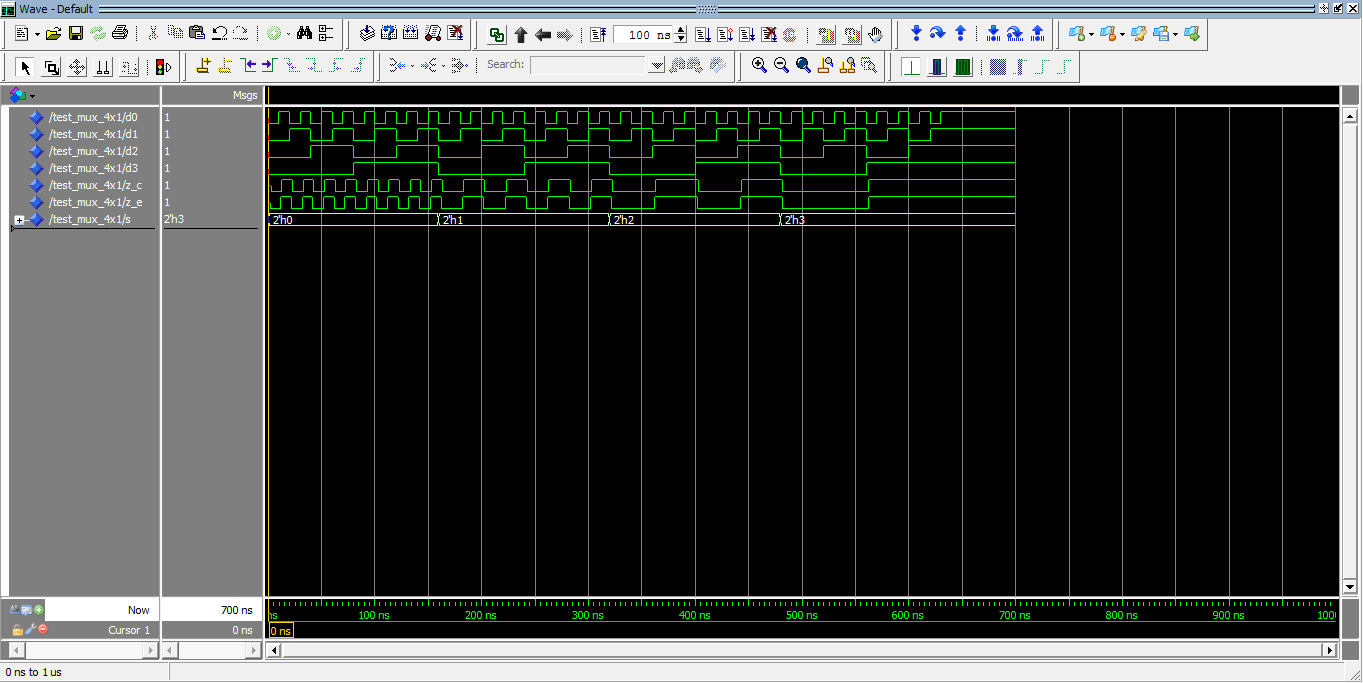 Wave - Default
100 ns
Search:
Msgs
/test_mux_4x1/d0 1
/test_mux_4x1/d1 1
/test_mux_4x1/d2 1
/test_mux_4x1/d3 1
/test_mux_4x1/z_c 1
/test_mux_4x1/z_e 1
/test_mux_4x1/s 2'h3 2'h0 2'h1 2'h2 2'h3
Now 700 ns ns 100 ns 200 ns 300 ns 400 ns 500 ns 600 ns 700 ns 800 ns 900 ns 100
Cursor 1 0 ns 0 ns
0 ns to 1 us